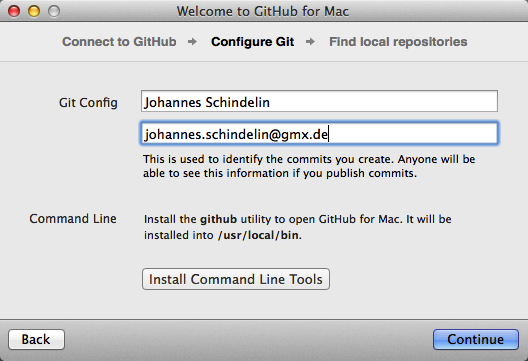 Welcome to GitHub for Mac
Connect to GitHub → Configure Git → Find local repositories
Git Config Johannes Schindelin
johannes.schindelin@gmx.de
This is used to identify the commits you create. Anyone will be
able to see this information if you publish commits.
Command Line Install the github utility to open GitHub for Mac. It will be
installed into /usr/local/bin.
Install Command Line Tools
Back Continue